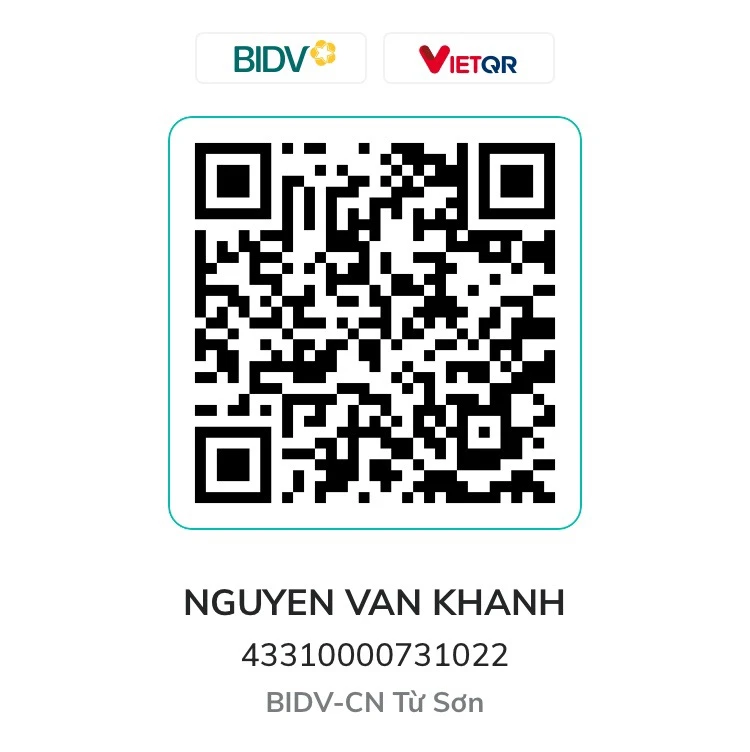 BIDV VIETQR
NGUYEN VAN KHANH
43310000731022
BIDV-CN Từ Sơn